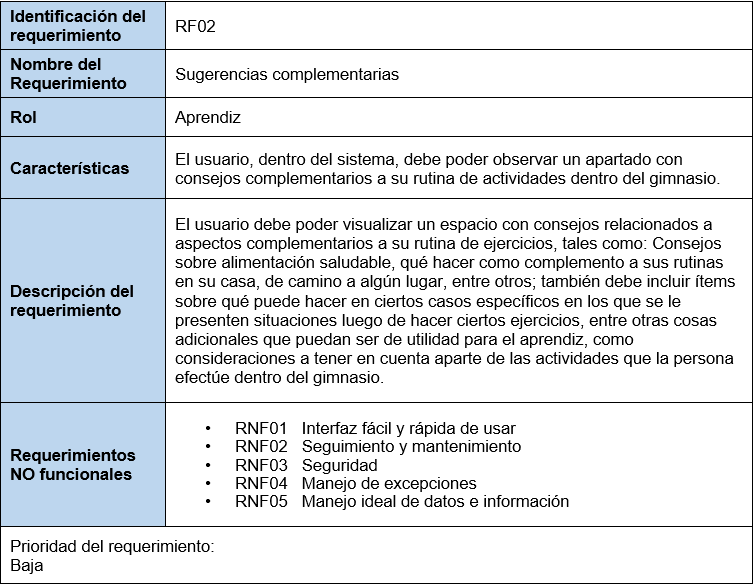 Identificación del
requerimiento
RF02
Nombre del
Requerimiento
Sugerencias complementarias
Rol
Aprendiz
Características
El usuario, dentro del sistema, debe poder observar un apartado con
consejos complementarios a su rutina de actividades dentro del gimnasio.
Descripción del
requerimiento
El usuario debe poder visualizar un espacio con consejos relacionados a
aspectos complementarios a su rutina de ejercicios, tales como: Consejos
sobre alimentación saludable, qué hacer como complemento a sus rutinas
en su casa, de camino a algún lugar, entre otros; también debe incluir ítems
sobre qué puede hacer en ciertos casos específicos en los que se le
presenten situaciones luego de hacer ciertos ejercicios, entre otras cosas
adicionales que puedan ser de utilidad para el aprendiz, como
consideraciones a tener en cuenta aparte de las actividades que la persona
efectúe dentro del gimnasio.
Requerimientos
NO funcionales
• RNF01 Interfaz fácil y rápida de usar
• RNF02 Seguimiento y mantenimiento
• RNF03 Seguridad
• RNF04 Manejo de excepciones
• RNF05 Manejo ideal de datos e información
Prioridad del requerimiento:
Baja